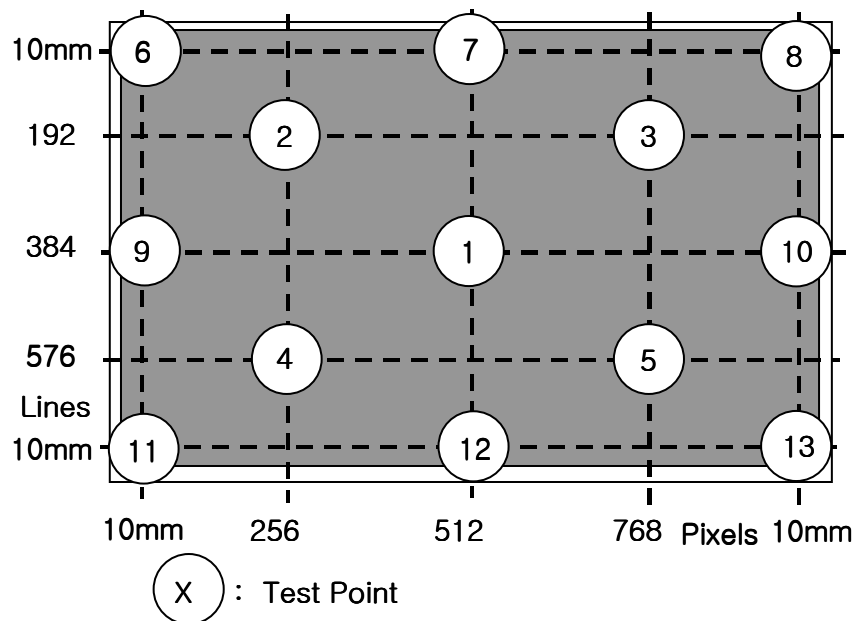 10mm 6 7 8
192 2 3
384 9 1 10
576 4 5
Lines
10mm 11 12 13
10mm 256 512 768 Pixels 10mm
X : Test Point